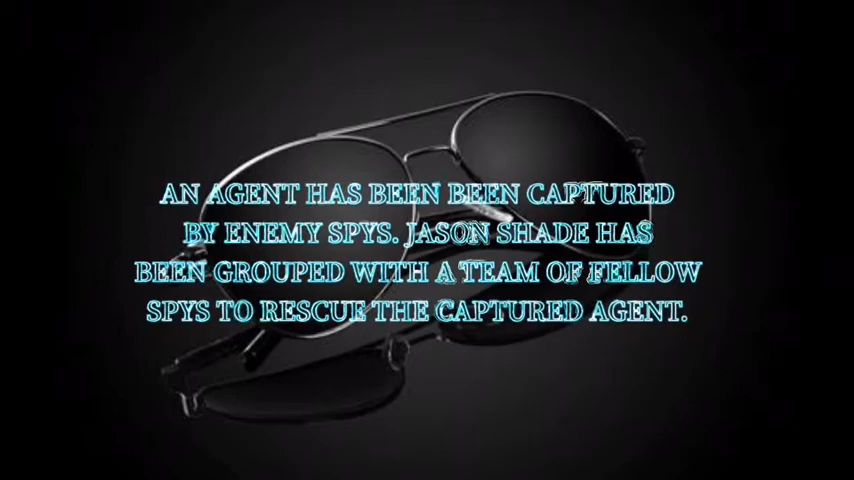 AN AGENT HAS BEEN BEEN CAPTURED
BY ENEMY SPYS. JASON SHADE HAS
BEEN GROUPED WITH A TEAM OF FELLOW
SPYS TO RESCUE THE CAPTURED AGENT.